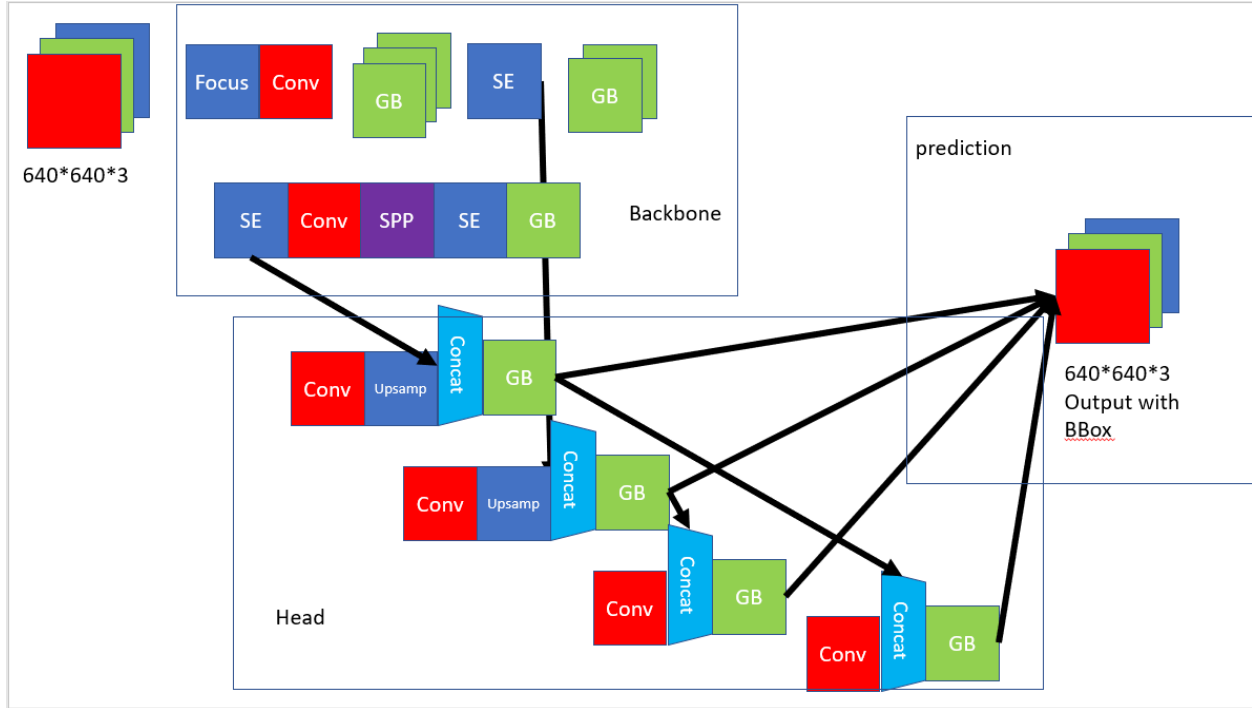 640*640*3
Focus
Conv
GB
SE
GB
SE
Conv
SPP
SE
GB
Backbone
prediction
640*640*3
Output with
BBox
Conv
Upsamp
Concat
GB
Conv
Upsamp
Concat
GB
Conv
Concat
GB
Conv
Concat
GB
Head